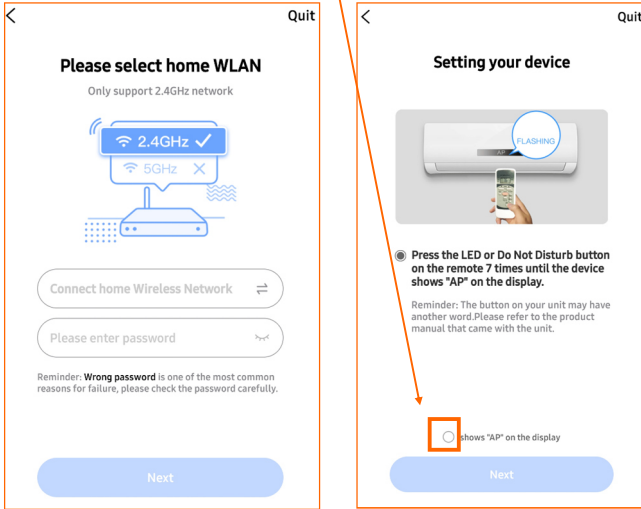 Quit
Please select home WLAN
Only support 2.4GHz network
2.4GHz
5GHz
Connect home Wireless Network
Please enter password
Reminder: Wrong password is one of the most common
reasons for failure, please check the password carefully.
Next
Quit
Setting your device
FLASHING
AP
Press the LED or Do Not Disturb button
on the remote 7 times until the device
shows "AP" on the display.
Reminder: The button on your unit may have
another word.Please refer to the product
manual that came with the unit.
shows "AP" on the display
Next